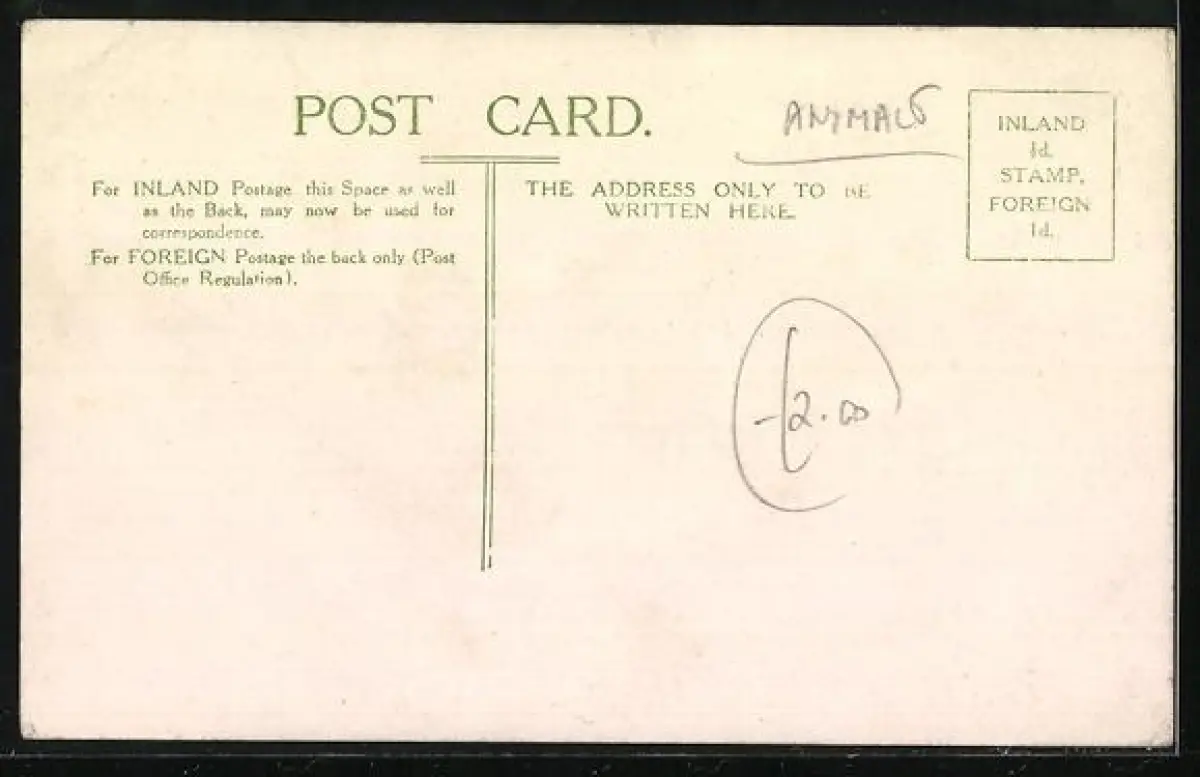 POST CARD.
ANYMALS
For INLAND Postage this Space as well
as the Back, may now be used for
correspondence.
For FOREIGN Postage the back only (Post
Office Regulation).
THE ADDRESS ONLY TO BE
WRITTEN HERE.
INLAND
½d.
STAMP,
FOREIGN
1d.
£2.00